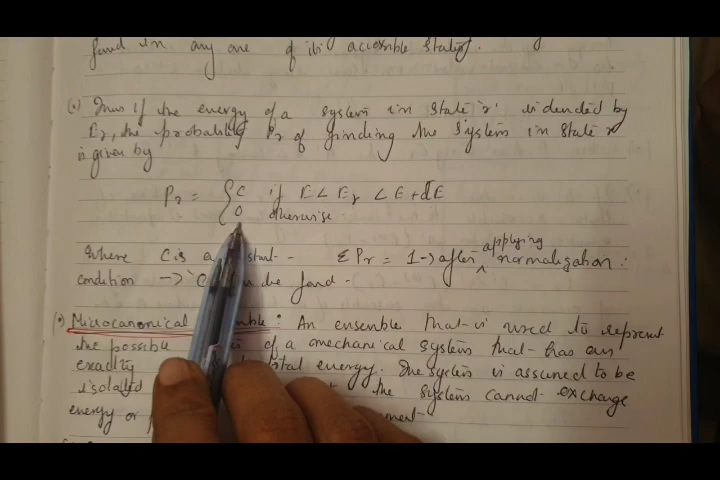 found in any one of its accessible states.
(•) Thus if the energy of a system in state 'r' is denoted by
Er, the probability Pr of finding the system in state r
is given by
Pr = { C if E < Er < E + dE
0 otherwise
Where C is a - ΣPr = 1 → after applying normalization:
condition → 'C be found -
(•) Microcanonical : An ensemble that is used to represent
the possible of a mechanical system that has an
exactly total energy. The system is assumed to be
isolated the system cannot exchange
energy or